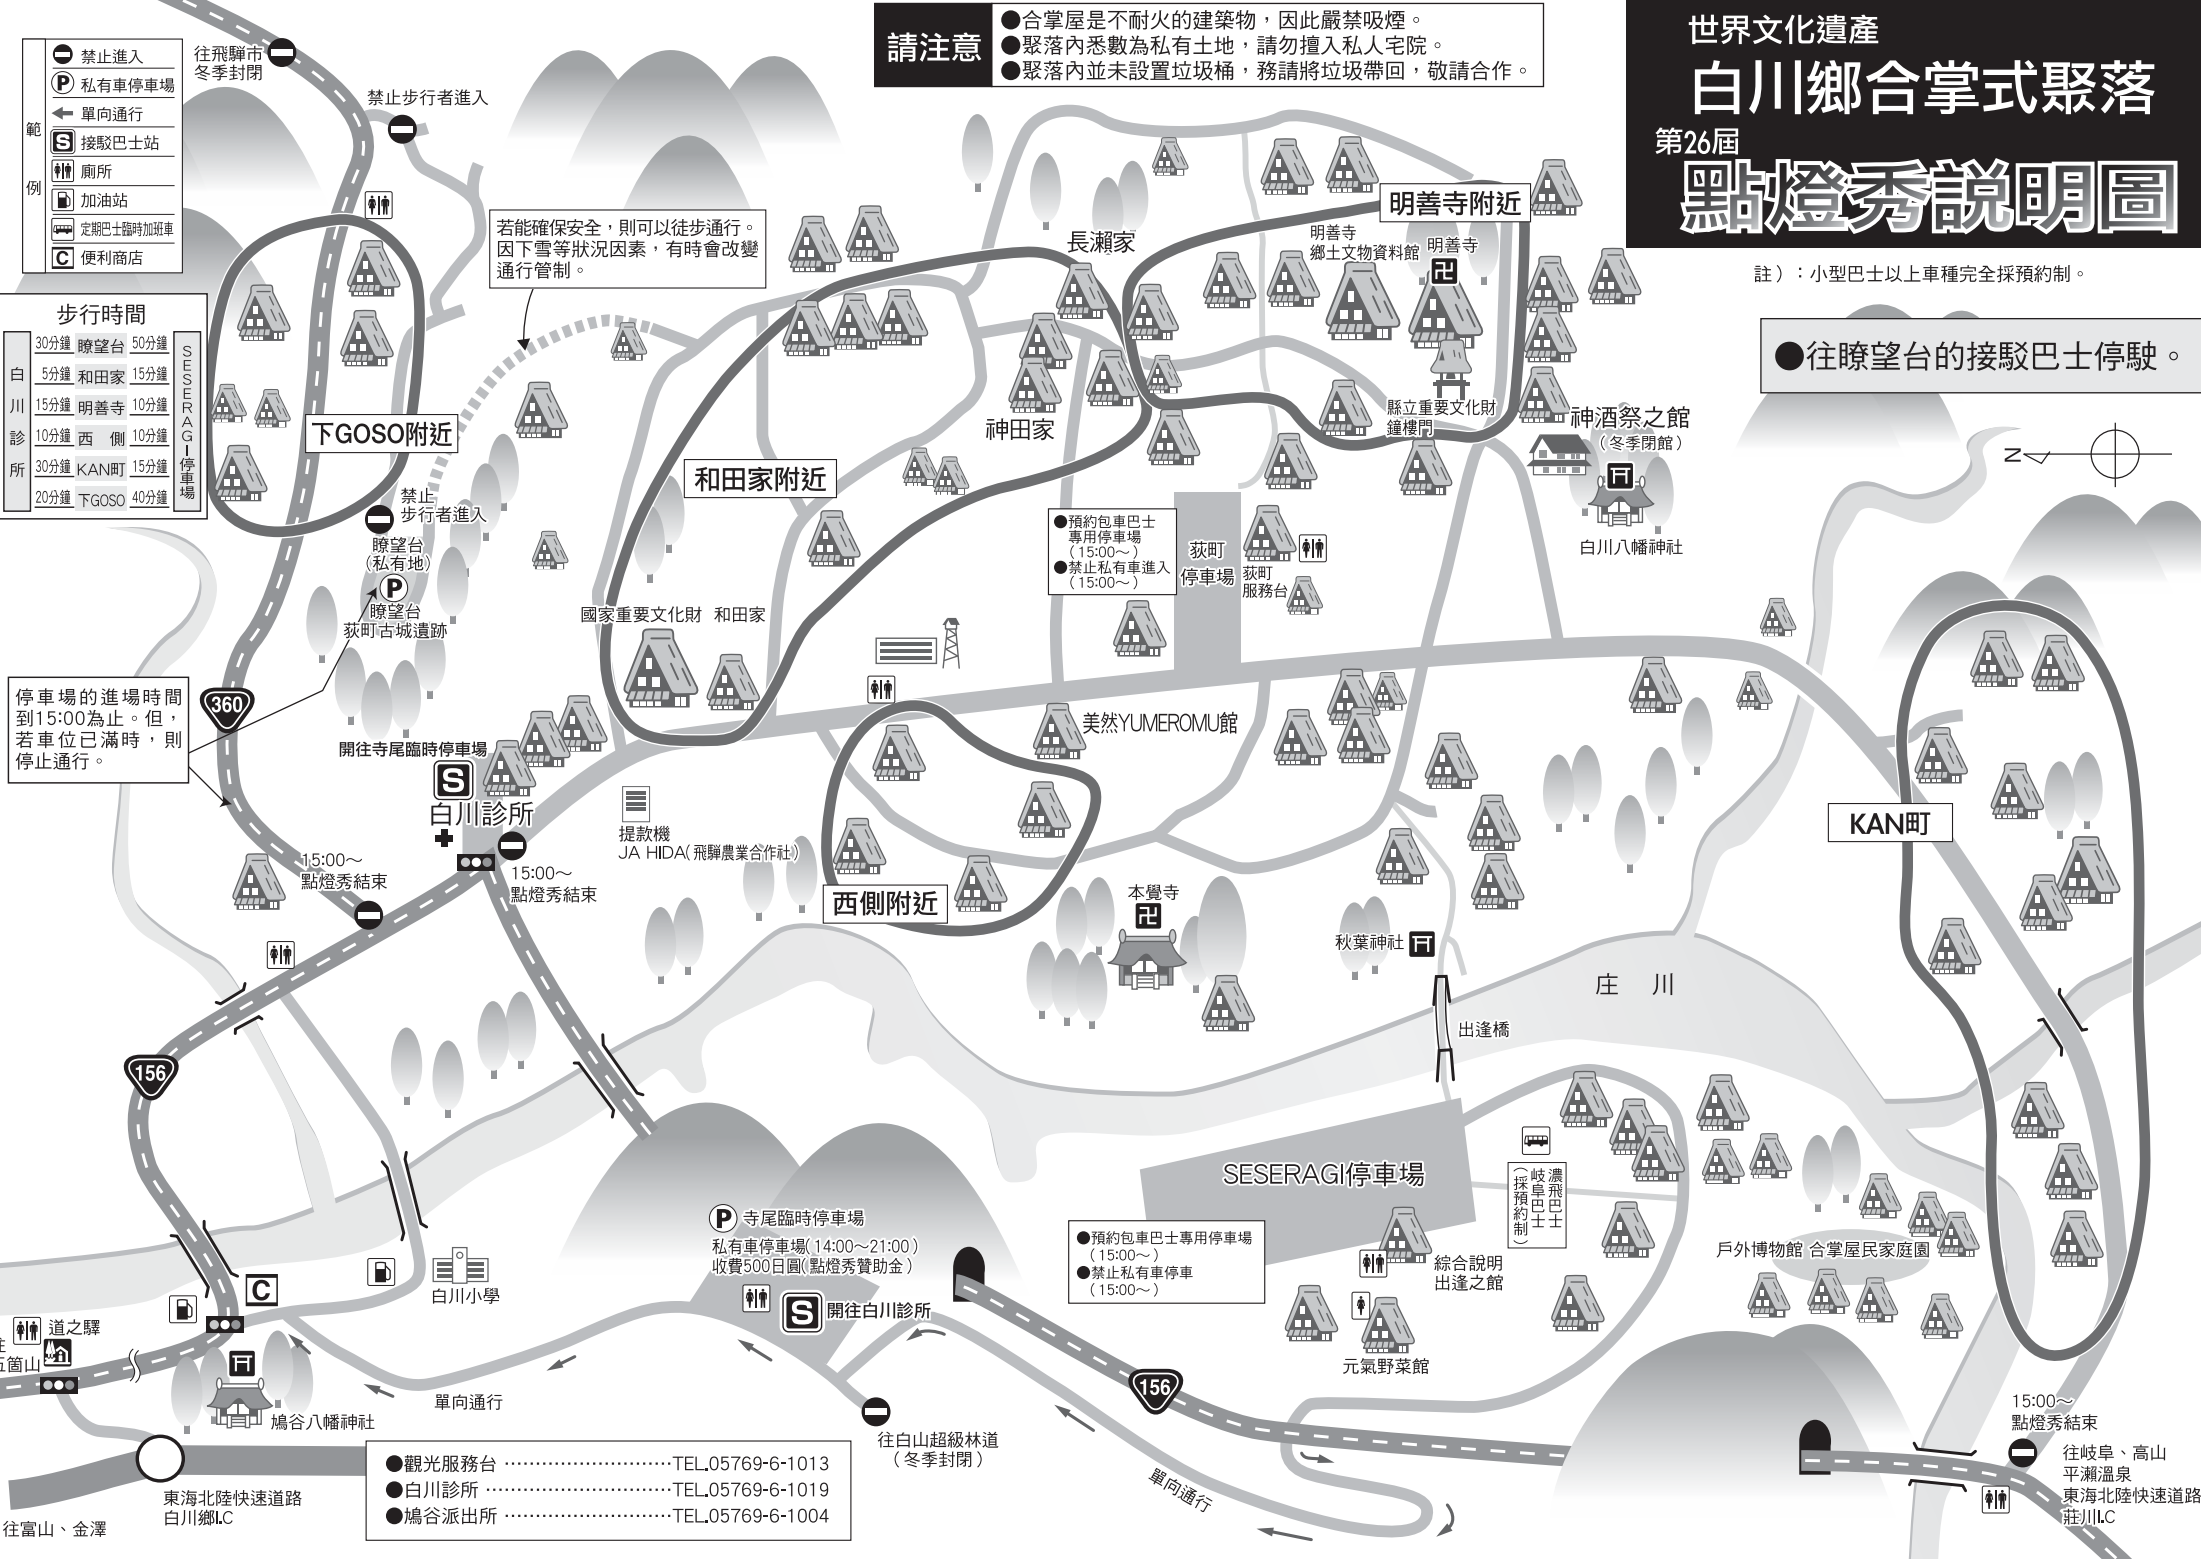 世界文化遺產
白川鄉合掌式聚落
第26屆
點燈秀說明圖
註）：小型巴士以上車種完全採預約制。
●往瞭望台的接駁巴士停駛。
請注意
●合掌屋是不耐火的建築物，因此嚴禁吸煙。
●聚落內悉數為私有土地，請勿擅入私人宅院。
●聚落內並未設置垃圾桶，務請將垃圾帶回，敬請合作。
範例
禁止進入
P 私有車停車場
單向通行
S 接駁巴士站
廁所
加油站
定期巴士臨時加班車
C 便利商店
步行時間
白川診所
SESERAGI停車場
30分鐘 瞭望台 50分鐘
5分鐘 和田家 15分鐘
15分鐘 明善寺 10分鐘
10分鐘 西側 10分鐘
30分鐘 KAN町 15分鐘
20分鐘 下GOSO 40分鐘
往飛驒市
冬季封閉
禁止步行者進入
若能確保安全，則可以徒步通行。
因下雪等狀況因素，有時會改變
通行管制。
下GOSO附近
禁止
步行者進入
瞭望台
（私有地）
P
瞭望台
荻町古城遺跡
停車場的進場時間
到15:00為止。但，
若車位已滿時，則
停止通行。
360
和田家附近
國家重要文化財 和田家
長瀨家
神田家
明善寺附近
明善寺
鄉土文物資料館
明善寺
縣立重要文化財
鐘樓門
神酒祭之館
（冬季閉館）
白川八幡神社
N
●預約包車巴士
專用停車場
（15:00～）
●禁止私有車進入
（15:00～）
荻町
停車場
荻町
服務台
開往寺尾臨時停車場
S
白川診所
15:00～
點燈秀結束
15:00～
點燈秀結束
提款機
JA HIDA（飛驒農業合作社）
美然YUMEROMU館
西側附近
本覺寺
秋葉神社
出逢橋
庄川
KAN町
156
SESERAGI停車場
濃飛巴士
岐阜巴士
（採預約制）
●預約包車巴士專用停車場
（15:00～）
●禁止私有車停車
（15:00～）
綜合說明
出逢之館
元氣野菜館
戶外博物館 合掌屋民家庭園
P 寺尾臨時停車場
私有車停車場（14:00～21:00）
收費500日圓（點燈秀贊助金）
S 開往白川診所
白川小學
C
道之驛
五箇山
鳩谷八幡神社
單向通行
往白山超級林道
（冬季封閉）
156
單向通行
15:00～
點燈秀結束
往岐阜、高山
平瀨溫泉
東海北陸快速道路
莊川I.C
東海北陸快速道路
白川鄉I.C
往富山、金澤
●觀光服務台 ………………………TEL.05769-6-1013
●白川診所 …………………………TEL.05769-6-1019
●鳩谷派出所 ………………………TEL.05769-6-1004